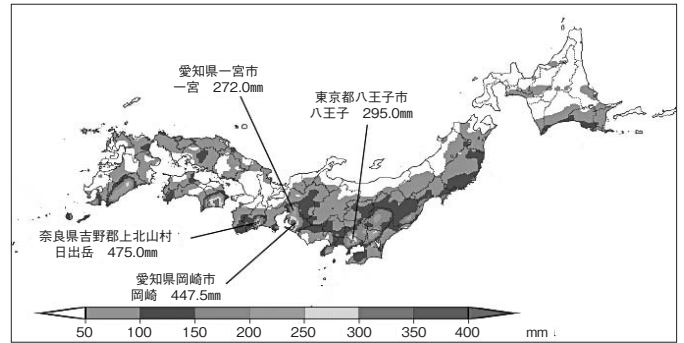 愛知県一宮市
一宮 272.0㎜
東京都八王子市
八王子 295.0㎜
奈良県吉野郡上北山村
日出岳 475.0㎜
愛知県岡崎市
岡崎 447.5㎜
50 100 150 200 250 300 350 400 mm